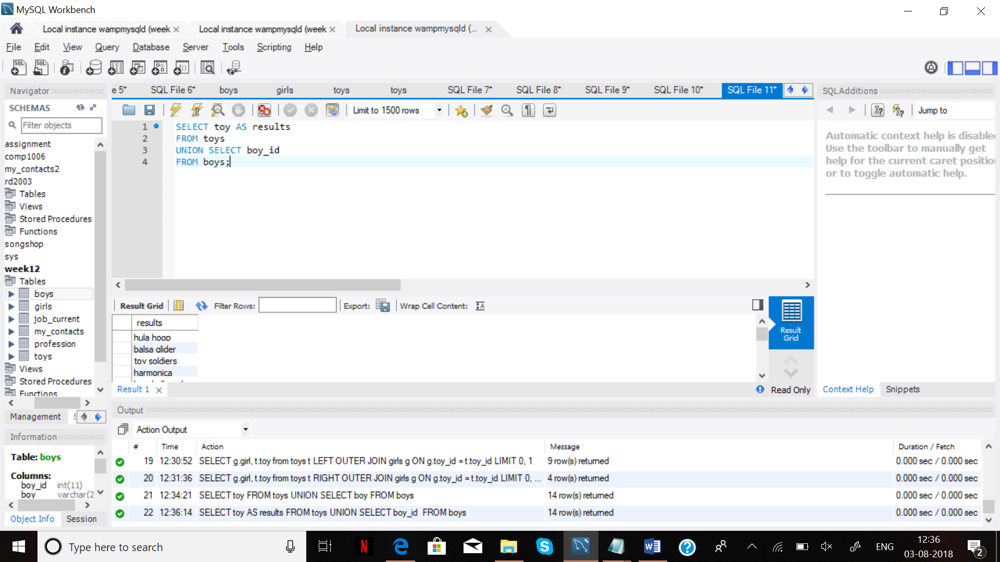 MySQL Workbench
Local instance wampmysqld (week
Local instance wampmysqld (week
Local instance wampmysqld (...
File Edit View Query Database Server Tools Scripting Help
Navigator
e 5* SQL File 6* boys girls toys toys SQL File 7* SQL File 8* SQL File 9* SQL File 10* SQL File 11*
SQLAdditions
SCHEMAS
Limit to 1500 rows
Jump to
Filter objects
1 SELECT toy AS results
2 FROM toys
3 UNION SELECT boy_id
4 FROM boys;
Automatic context help is disable
Use the toolbar to manually get
help for the current caret position
or to toggle automatic help.
assignment
comp1006
my_contacts2
rd2003
Tables
Views
Stored Procedures
Functions
songshop
sys
week12
Tables
boys
girls
job_current
my_contacts
profession
toys
Views
Stored Procedures
Functions
Result Grid Filter Rows: Export: Wrap Cell Content:
results
hula hoop
balsa glider
toy soldiers
harmonica
Result
Grid
Result 1
Read Only
Context Help Snippets
Management
Output
Action Output
Information
Table: boys
Columns:
boy_id int(11)
boy varchar(2
Object Info Session
# Time Action Message Duration / Fetch
19 12:30:52 SELECT g.girl, t.toy from toys t LEFT OUTER JOIN girls g ON g.toy_id = t.toy_id LIMIT 0, 1 9 row(s) returned 0.000 sec / 0.000 sec
20 12:31:36 SELECT g.girl, t.toy from toys t RIGHT OUTER JOIN girls g ON g.toy_id = t.toy_id LIMIT 0, ... 4 row(s) returned 0.000 sec / 0.000 sec
21 12:34:21 SELECT toy FROM toys UNION SELECT boy FROM boys 14 row(s) returned 0.000 sec / 0.000 sec
22 12:36:14 SELECT toy AS results FROM toys UNION SELECT boy_id FROM boys 14 row(s) returned 0.000 sec / 0.000 sec
Type here to search
ENG
12:36
03-08-2018
2